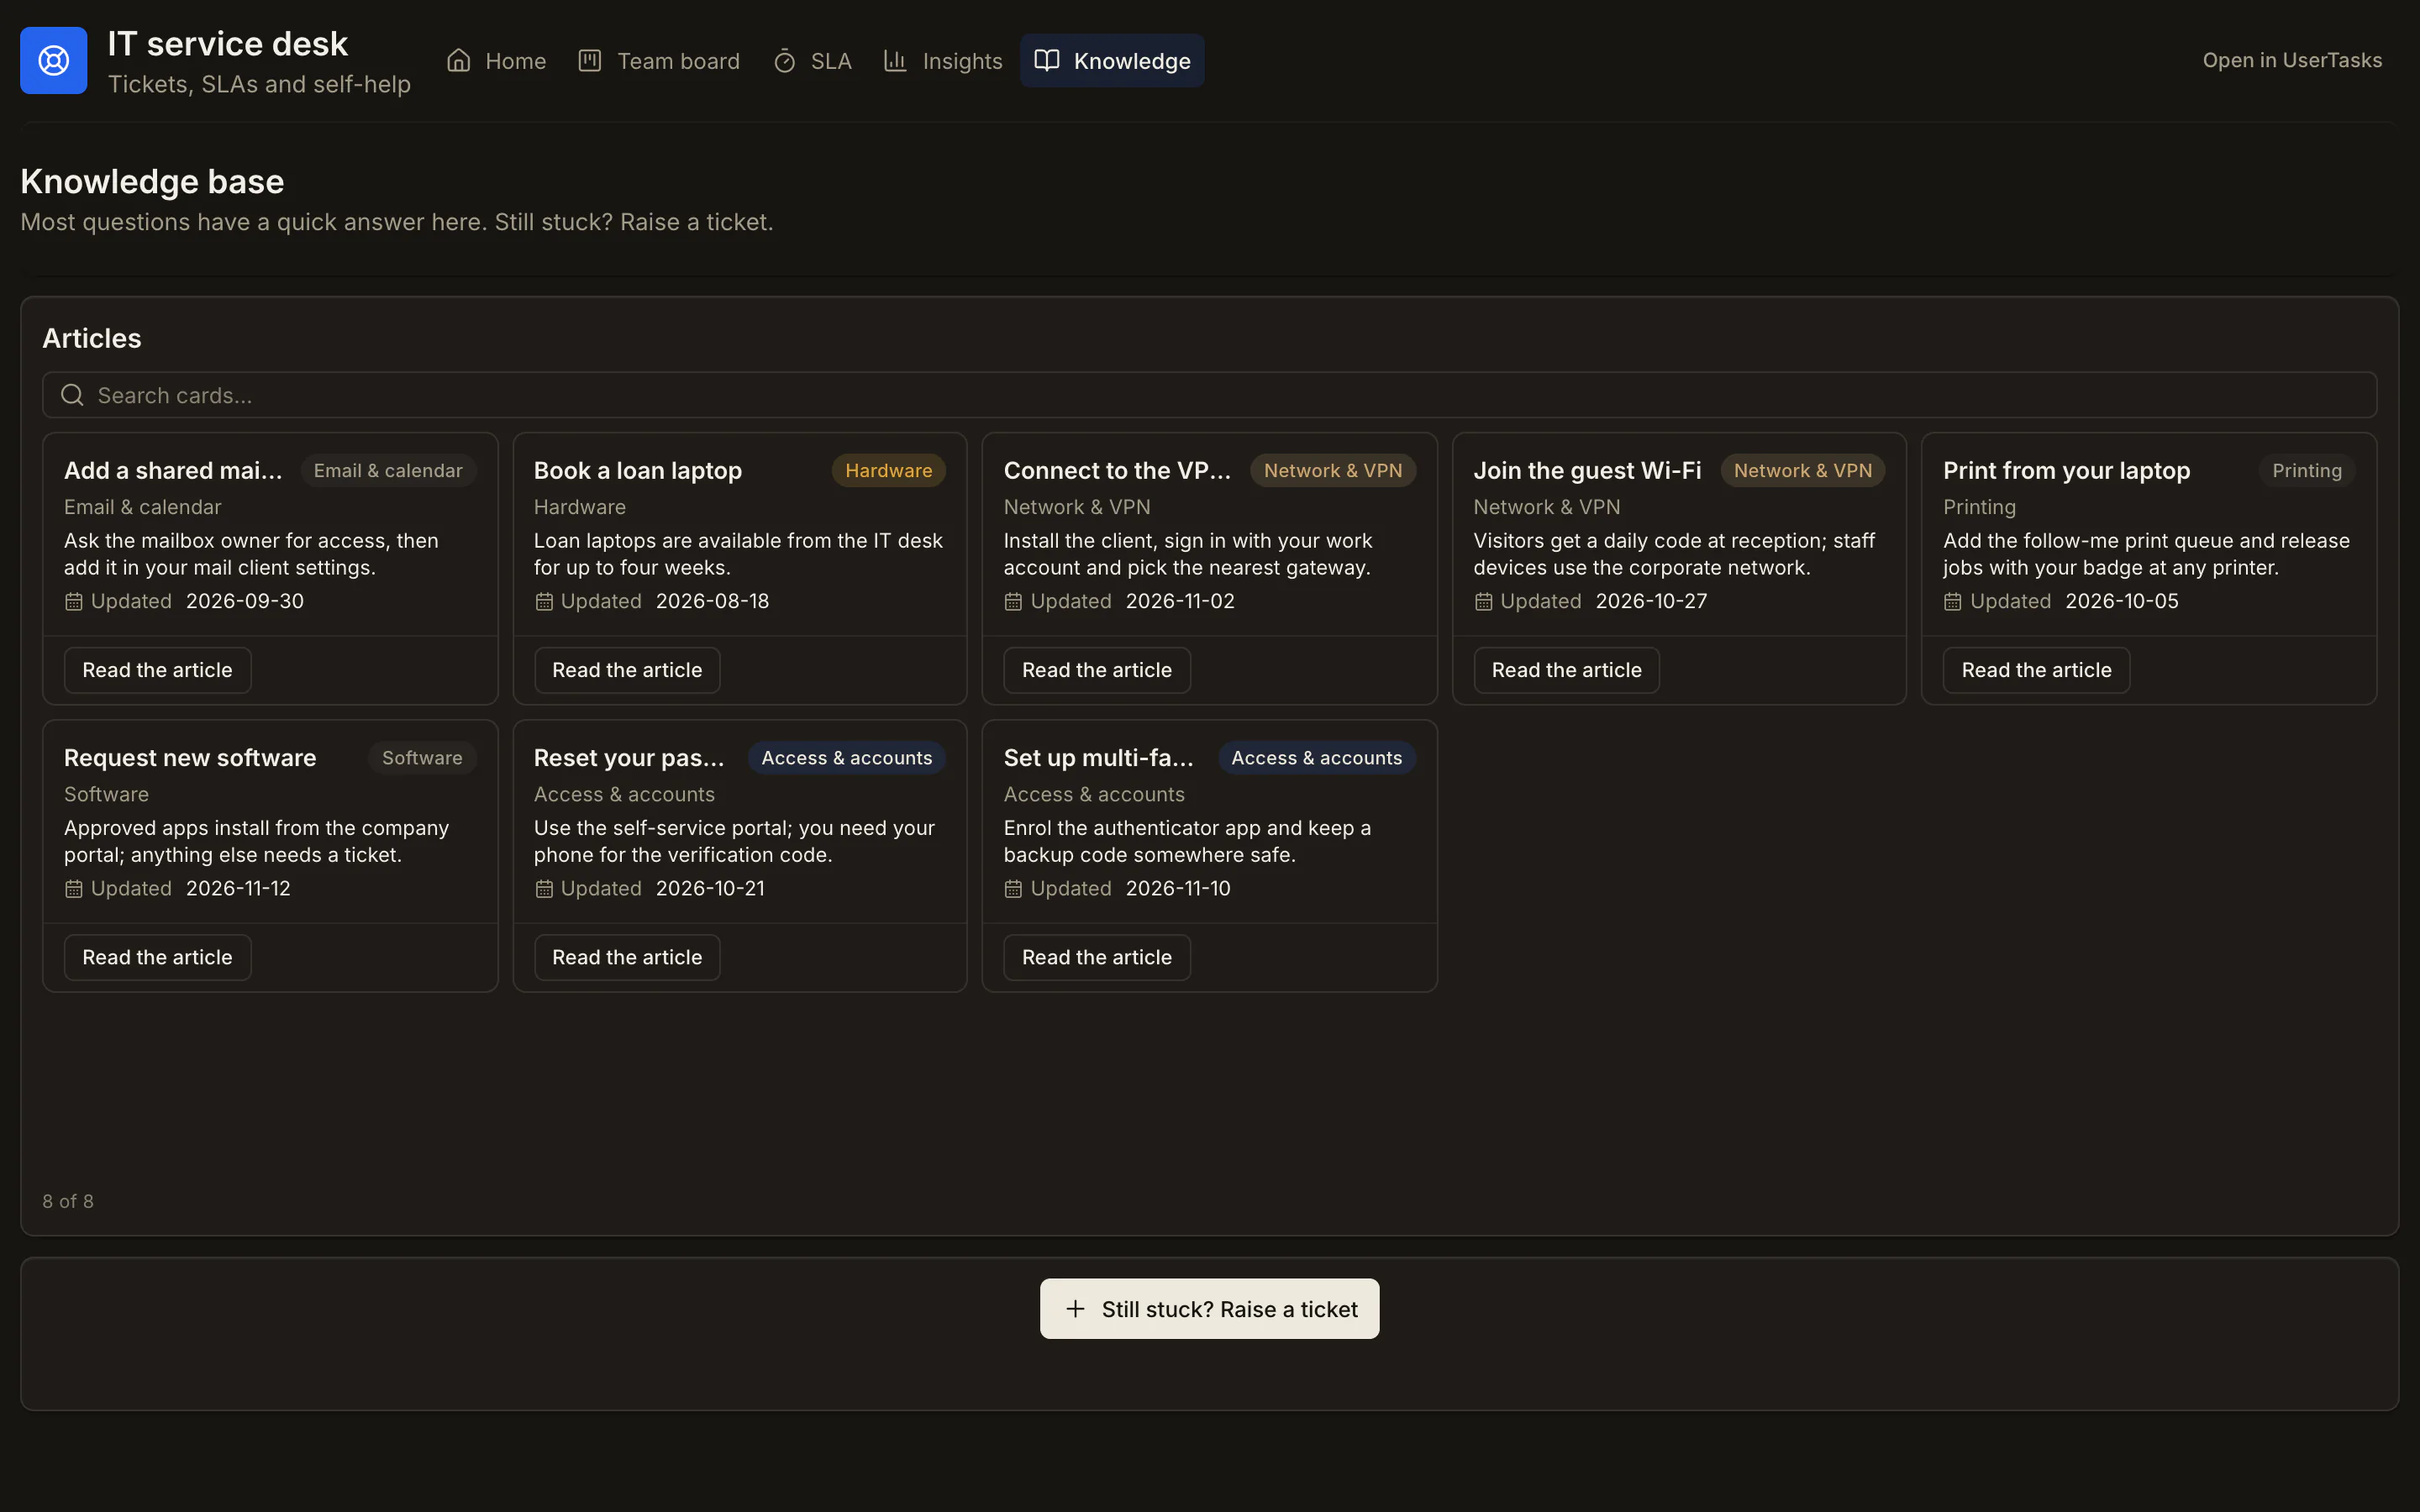 IT service desk
Tickets, SLAs and self-help
Home
Team board
SLA
Insights
Knowledge
Open in UserTasks
Knowledge base
Most questions have a quick answer here. Still stuck? Raise a ticket.
Articles
Search cards...
Add a shared mai...
Email & calendar
Email & calendar
Ask the mailbox owner for access, then
add it in your mail client settings.
Updated 2026-09-30
Read the article
Book a loan laptop
Hardware
Hardware
Loan laptops are available from the IT desk
for up to four weeks.
Updated 2026-08-18
Read the article
Connect to the VP...
Network & VPN
Network & VPN
Install the client, sign in with your work
account and pick the nearest gateway.
Updated 2026-11-02
Read the article
Join the guest Wi-Fi
Network & VPN
Network & VPN
Visitors get a daily code at reception; staff
devices use the corporate network.
Updated 2026-10-27
Read the article
Print from your laptop
Printing
Printing
Add the follow-me print queue and release
jobs with your badge at any printer.
Updated 2026-10-05
Read the article
Request new software
Software
Software
Approved apps install from the company
portal; anything else needs a ticket.
Updated 2026-11-12
Read the article
Reset your pas...
Access & accounts
Access & accounts
Use the self-service portal; you need your
phone for the verification code.
Updated 2026-10-21
Read the article
Set up multi-fa...
Access & accounts
Access & accounts
Enrol the authenticator app and keep a
backup code somewhere safe.
Updated 2026-11-10
Read the article
8 of 8
Still stuck? Raise a ticket